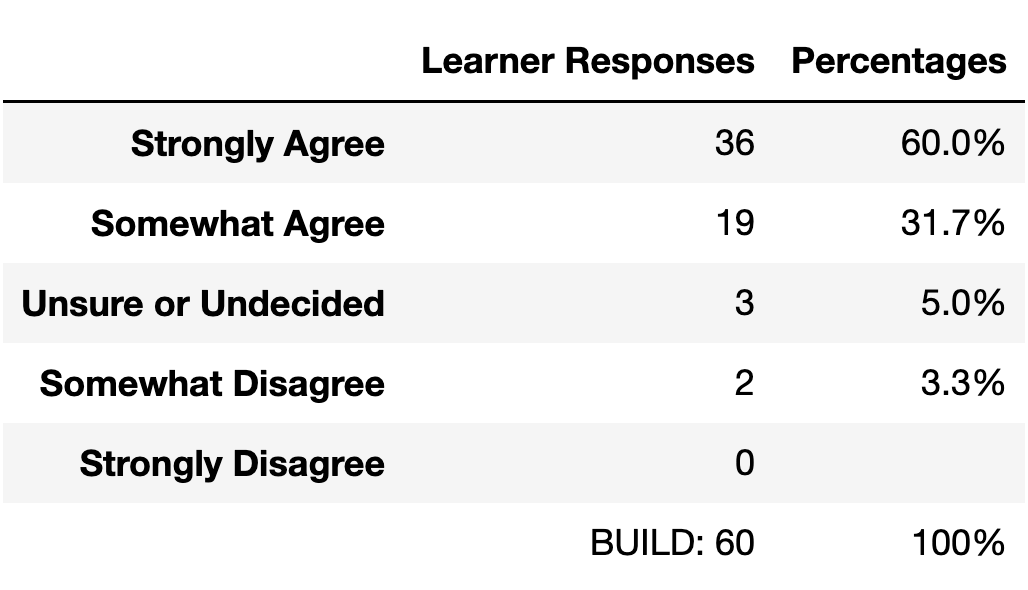 Learner Responses Percentages
Strongly Agree 36 60.0%
Somewhat Agree 19 31.7%
Unsure or Undecided 3 5.0%
Somewhat Disagree 2 3.3%
Strongly Disagree 0
BUILD: 60 100%